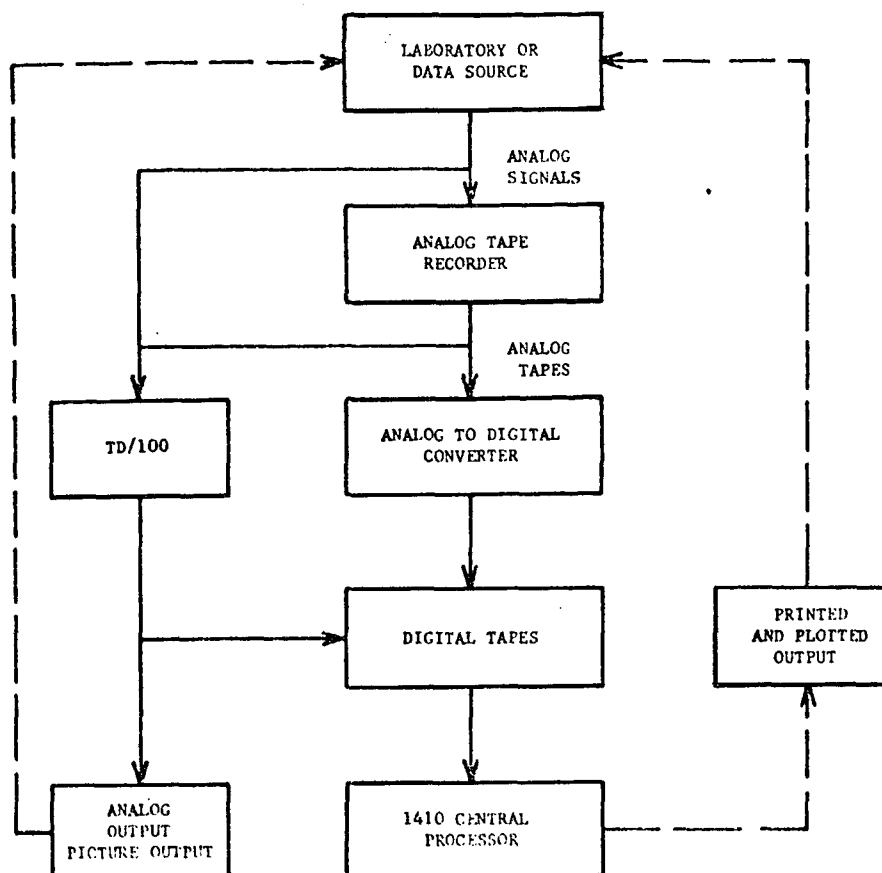 LABORATORY OR
DATA SOURCE
ANALOG
SIGNALS
ANALOG TAPE
RECORDER
ANALOG
TAPES
TD/100
ANALOG TO DIGITAL
CONVERTER
DIGITAL TAPES
PRINTED
AND PLOTTED
OUTPUT
ANALOG
OUTPUT
PICTURE OUTPUT
1410 CENTRAL
PROCESSOR